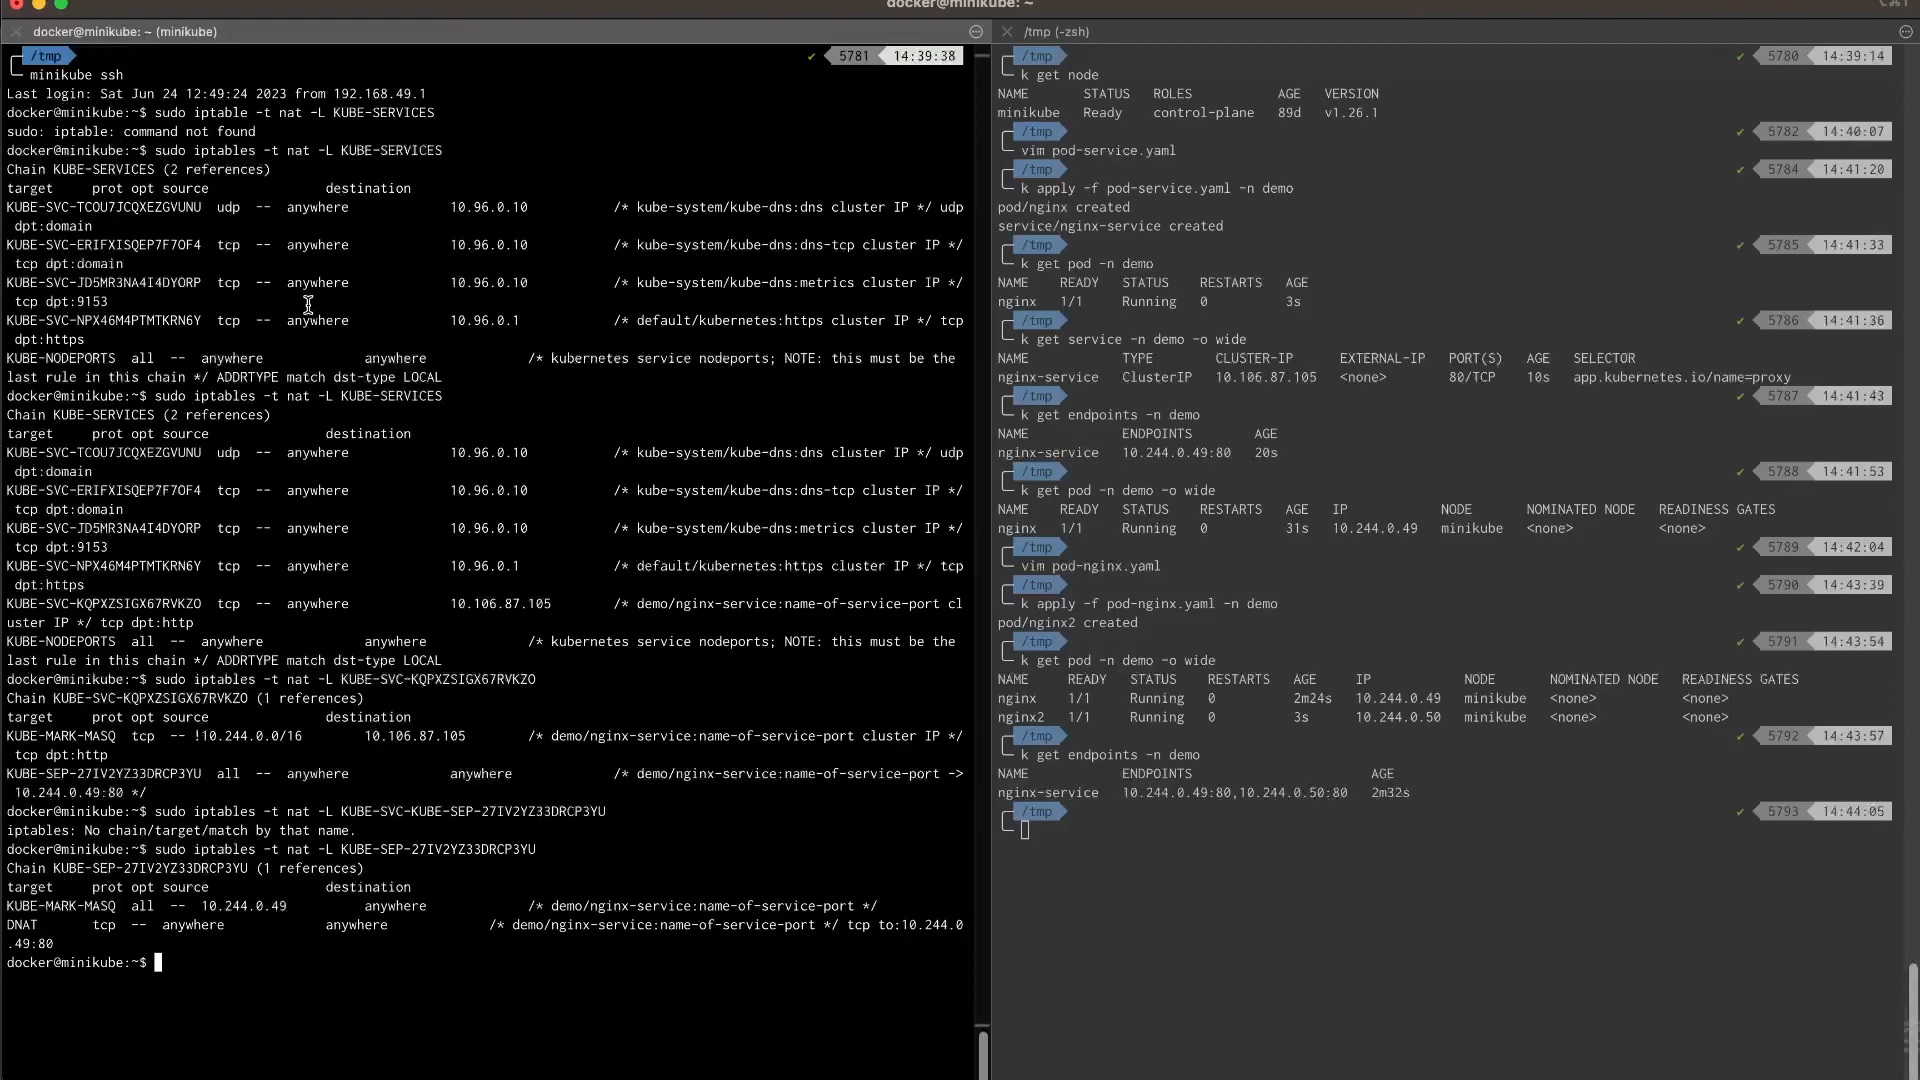 docker@minikube: ~
docker@minikube: ~ (minikube)
/tmp
✓ 5781 14:39:38
minikube ssh
Last login: Sat Jun 24 12:49:24 2023 from 192.168.49.1
docker@minikube:~$ sudo iptable -t nat -L KUBE-SERVICES
sudo: iptable: command not found
docker@minikube:~$ sudo iptables -t nat -L KUBE-SERVICES
Chain KUBE-SERVICES (2 references)
target     prot opt source               destination
KUBE-SVC-TCOU7JCQXEZGVUNU  udp  --  anywhere             10.96.0.10           /* kube-system/kube-dns:dns cluster IP */ udp
dpt:domain
KUBE-SVC-ERIFXISQEP7F7OF4  tcp  --  anywhere             10.96.0.10           /* kube-system/kube-dns:dns-tcp cluster IP */
tcp dpt:domain
KUBE-SVC-JD5MR3NA4I4DYORP  tcp  --  anywhere             10.96.0.10           /* kube-system/kube-dns:metrics cluster IP */
tcp dpt:9153
KUBE-SVC-NPX46M4PTMTKRN6Y  tcp  --  anywhere             10.96.0.1            /* default/kubernetes:https cluster IP */ tcp
dpt:https
KUBE-NODEPORTS  all  --  anywhere             anywhere             /* kubernetes service nodeports; NOTE: this must be the
last rule in this chain */ ADDRTYPE match dst-type LOCAL
docker@minikube:~$ sudo iptables -t nat -L KUBE-SERVICES
Chain KUBE-SERVICES (2 references)
target     prot opt source               destination
KUBE-SVC-TCOU7JCQXEZGVUNU  udp  --  anywhere             10.96.0.10           /* kube-system/kube-dns:dns cluster IP */ udp
dpt:domain
KUBE-SVC-ERIFXISQEP7F7OF4  tcp  --  anywhere             10.96.0.10           /* kube-system/kube-dns:dns-tcp cluster IP */
tcp dpt:domain
KUBE-SVC-JD5MR3NA4I4DYORP  tcp  --  anywhere             10.96.0.10           /* kube-system/kube-dns:metrics cluster IP */
tcp dpt:9153
KUBE-SVC-NPX46M4PTMTKRN6Y  tcp  --  anywhere             10.96.0.1            /* default/kubernetes:https cluster IP */ tcp
dpt:https
KUBE-SVC-KQPXZSIGX67RVKZO  tcp  --  anywhere             10.106.87.105        /* demo/nginx-service:name-of-service-port cl
uster IP */ tcp dpt:http
KUBE-NODEPORTS  all  --  anywhere             anywhere             /* kubernetes service nodeports; NOTE: this must be the
last rule in this chain */ ADDRTYPE match dst-type LOCAL
docker@minikube:~$ sudo iptables -t nat -L KUBE-SVC-KQPXZSIGX67RVKZO
Chain KUBE-SVC-KQPXZSIGX67RVKZO (1 references)
target     prot opt source               destination
KUBE-MARK-MASQ  tcp  -- !10.244.0.0/16        10.106.87.105        /* demo/nginx-service:name-of-service-port cluster IP */
tcp dpt:http
KUBE-SEP-27IV2YZ33DRCP3YU  all  --  anywhere             anywhere             /* demo/nginx-service:name-of-service-port ->
10.244.0.49:80 */
docker@minikube:~$ sudo iptables -t nat -L KUBE-SVC-KUBE-SEP-27IV2YZ33DRCP3YU
iptables: No chain/target/match by that name.
docker@minikube:~$ sudo iptables -t nat -L KUBE-SEP-27IV2YZ33DRCP3YU
Chain KUBE-SEP-27IV2YZ33DRCP3YU (1 references)
target     prot opt source               destination
KUBE-MARK-MASQ  all  --  10.244.0.49          anywhere             /* demo/nginx-service:name-of-service-port */
DNAT       tcp  --  anywhere             anywhere             /* demo/nginx-service:name-of-service-port */ tcp to:10.244.0
.49:80
docker@minikube:~$
/tmp (-zsh)
/tmp ✓ 5780 14:39:14
k get node
NAME       STATUS   ROLES           AGE   VERSION
minikube   Ready    control-plane   89d   v1.26.1
/tmp ✓ 5782 14:40:07
vim pod-service.yaml
/tmp ✓ 5784 14:41:20
k apply -f pod-service.yaml -n demo
pod/nginx created
service/nginx-service created
/tmp ✓ 5785 14:41:33
k get pod -n demo
NAME    READY   STATUS    RESTARTS   AGE
nginx   1/1     Running   0          3s
/tmp ✓ 5786 14:41:36
k get service -n demo -o wide
NAME            TYPE        CLUSTER-IP      EXTERNAL-IP   PORT(S)   AGE   SELECTOR
nginx-service   ClusterIP   10.106.87.105   <none>        80/TCP    10s   app.kubernetes.io/name=proxy
/tmp ✓ 5787 14:41:43
k get endpoints -n demo
NAME            ENDPOINTS        AGE
nginx-service   10.244.0.49:80   20s
/tmp ✓ 5788 14:41:53
k get pod -n demo -o wide
NAME    READY   STATUS    RESTARTS   AGE   IP            NODE       NOMINATED NODE   READINESS GATES
nginx   1/1     Running   0          31s   10.244.0.49   minikube   <none>           <none>
/tmp ✓ 5789 14:42:04
vim pod-nginx.yaml
/tmp ✓ 5790 14:43:39
k apply -f pod-nginx.yaml -n demo
pod/nginx2 created
/tmp ✓ 5791 14:43:54
k get pod -n demo -o wide
NAME     READY   STATUS    RESTARTS   AGE     IP            NODE       NOMINATED NODE   READINESS GATES
nginx    1/1     Running   0          2m24s   10.244.0.49   minikube   <none>           <none>
nginx2   1/1     Running   0          3s      10.244.0.50   minikube   <none>           <none>
/tmp ✓ 5792 14:43:57
k get endpoints -n demo
NAME            ENDPOINTS                       AGE
nginx-service   10.244.0.49:80,10.244.0.50:80   2m32s
/tmp ✓ 5793 14:44:05